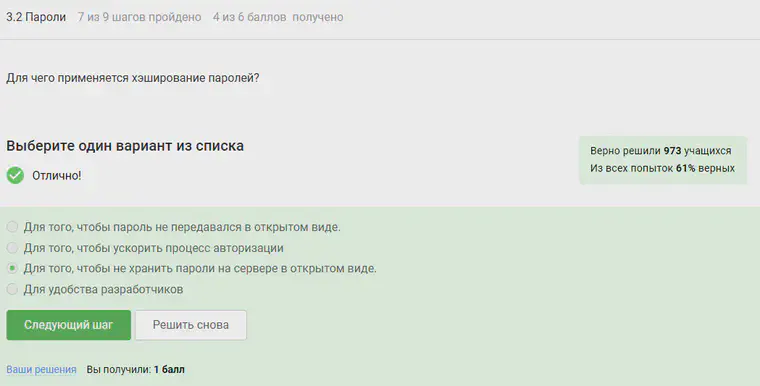 3.2 Пароли 7 из 9 шагов пройдено 4 из 6 баллов получено
Для чего применяется хэширование паролей?
Выберите один вариант из списка
Верно решили 973 учащихся
Из всех попыток 61% верных
Отлично!
Для того, чтобы пароль не передавался в открытом виде.
Для того, чтобы ускорить процесс авторизации
Для того, чтобы не хранить пароли на сервере в открытом виде.
Для удобства разработчиков
Следующий шаг Решить снова
Ваши решения Вы получили: 1 балл